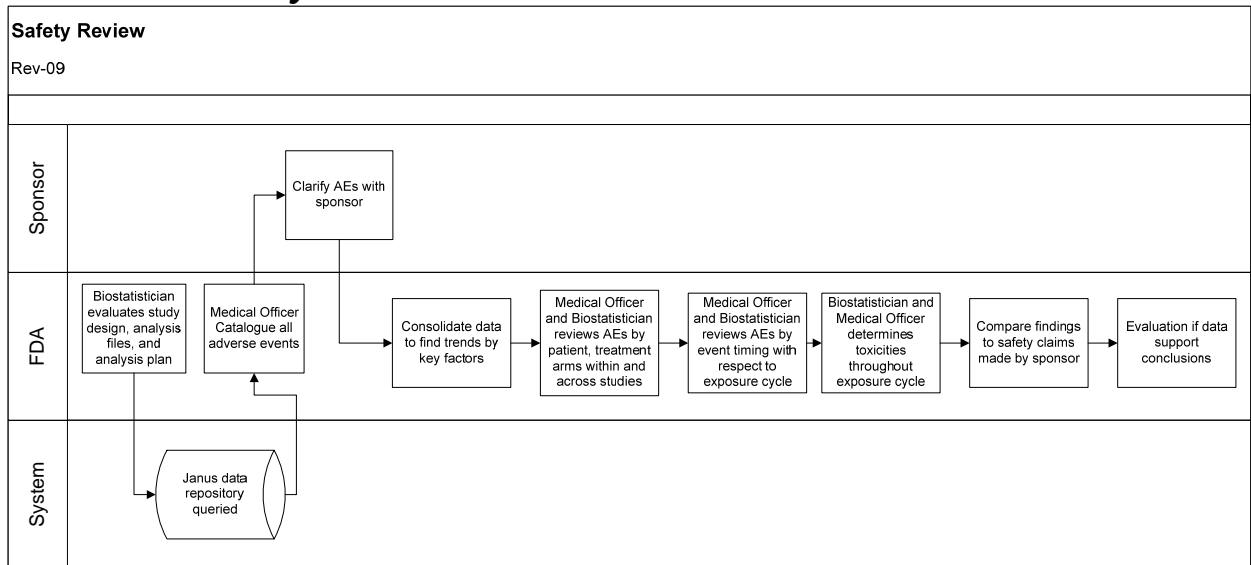 Safety Review
Rev-09
Sponsor
Clarify AEs with
sponsor
FDA
Biostatistician
evaluates study
design, analysis
files, and
analysis plan
Medical Officer
Catalogue all
adverse events
Consolidate data
to find trends by
key factors
Medical Officer
and Biostatistician
reviews AEs by
patient, treatment
arms within and
across studies
Medical Officer
and Biostatistician
reviews AEs by
event timing with
respect to
exposure cycle
Biostatistician and
Medical Officer
determines
toxicities
throughout
exposure cycle
Compare findings
to safety claims
made by sponsor
Evaluation if data
support
conclusions
System
Janus data
repository
queried